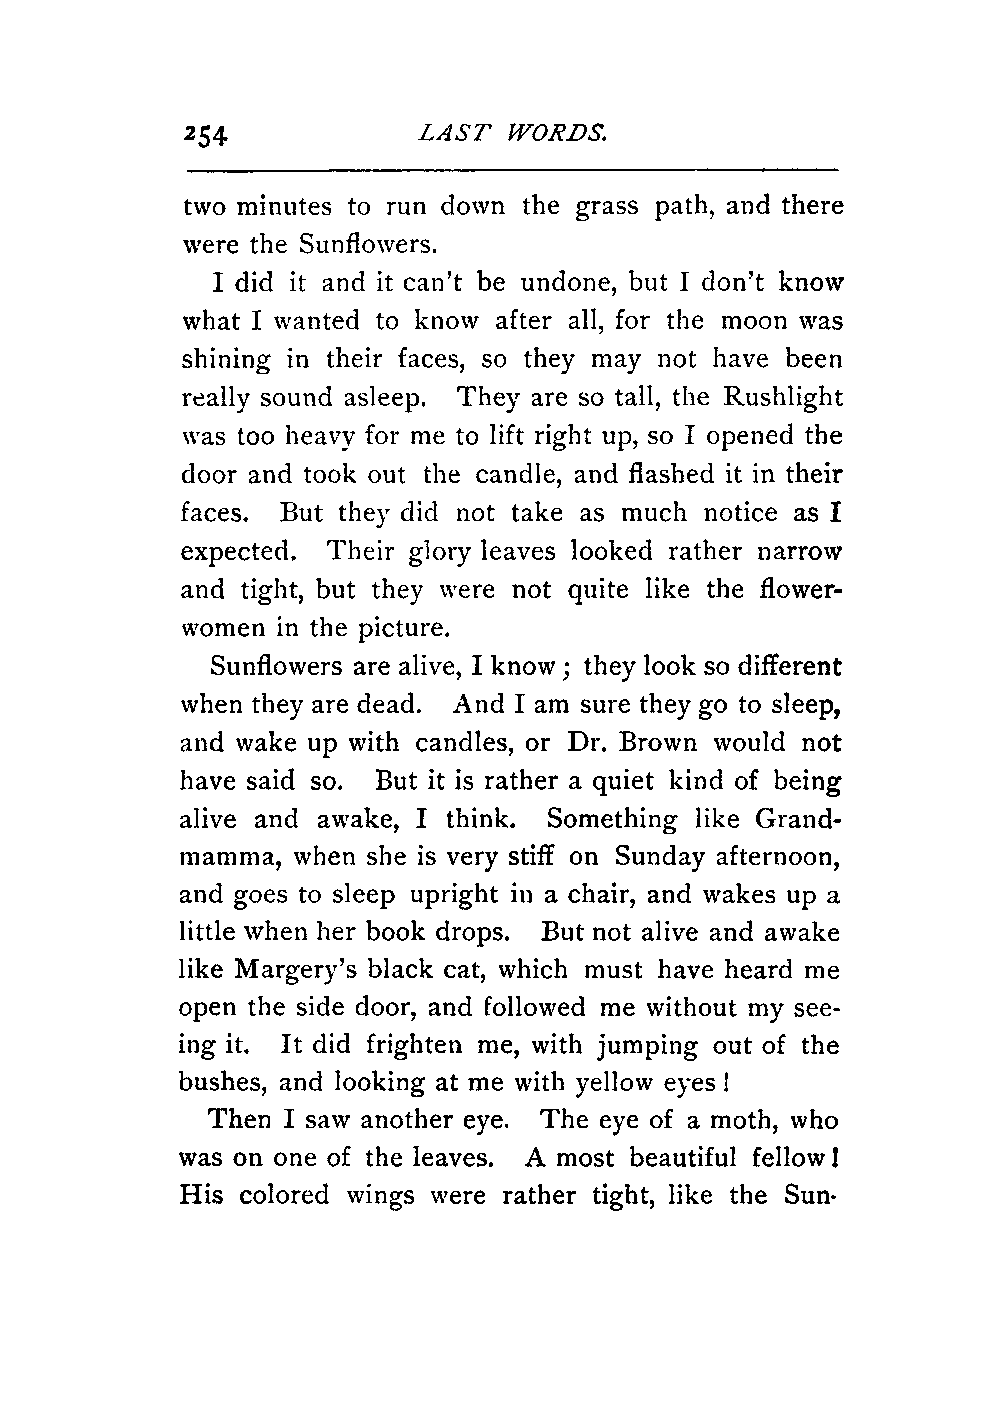 254 LAST WORDS.
two minutes to run down the grass path, and there
were the Sunflowers.
I did it and it can't be undone, but I don't know
what I wanted to know after all, for the moon was
shining in their faces, so they may not have been
really sound asleep. They are so tall, the Rushlight
was too heavy for me to lift right up, so I opened the
door and took out the candle, and flashed it in their
faces. But they did not take as much notice as I
expected. Their glory leaves looked rather narrow
and tight, but they were not quite like the flower-
women in the picture.
Sunflowers are alive, I know; they look so different
when they are dead. And I am sure they go to sleep,
and wake up with candles, or Dr. Brown would not
have said so. But it is rather a quiet kind of being
alive and awake, I think. Something like Grand-
mamma, when she is very stiff on Sunday afternoon,
and goes to sleep upright in a chair, and wakes up a
little when her book drops. But not alive and awake
like Margery's black cat, which must have heard me
open the side door, and followed me without my see-
ing it. It did frighten me, with jumping out of the
bushes, and looking at me with yellow eyes!
Then I saw another eye. The eye of a moth, who
was on one of the leaves. A most beautiful fellow!
His colored wings were rather tight, like the Sun-